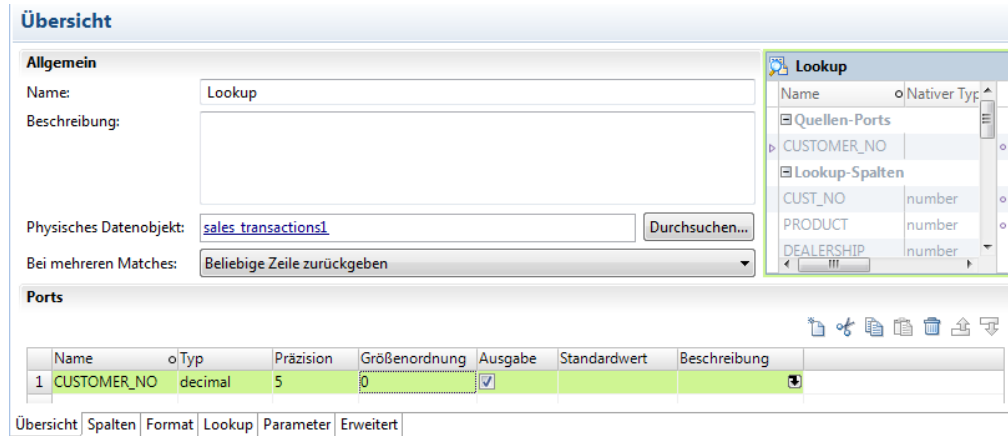 Übersicht
Allgemein
Name: Lookup
Beschreibung:
Physisches Datenobjekt: sales_transactions1 Durchsuchen...
Bei mehreren Matches: Beliebige Zeile zurückgeben
Lookup
Name Nativer Typ
Quellen-Ports
CUSTOMER_NO
Lookup-Spalten
CUST_NO number
PRODUCT number
DEALERSHIP number
Ports
Name Typ Präzision Größenordnung Ausgabe Standardwert Beschreibung
1 CUSTOMER_NO decimal 5 0
Übersicht Spalten Format Lookup Parameter Erweitert